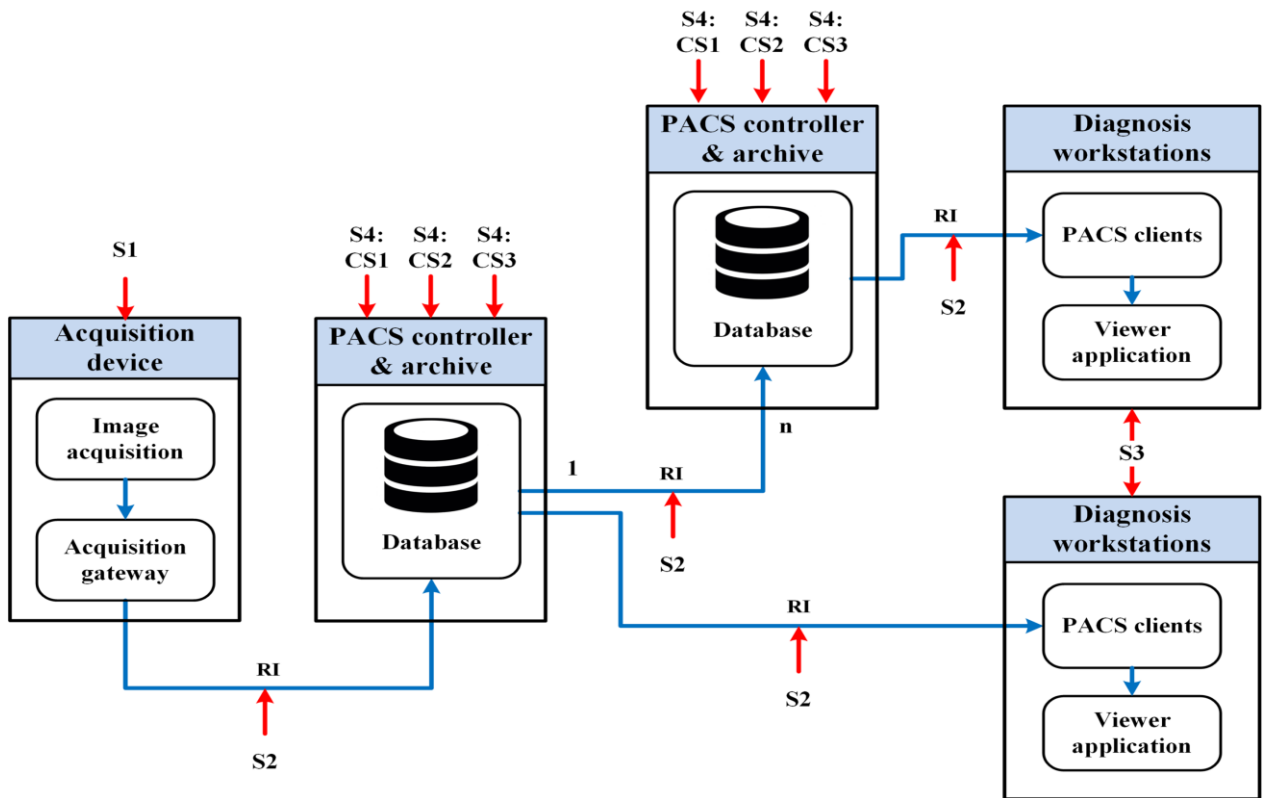 S4:
CS1
S4:
CS2
S4:
CS3
PACS controller
& archive
Database
Diagnosis
workstations
PACS clients
Viewer
application
RI
S2
S1
Acquisition
device
Image
acquisition
Acquisition
gateway
S4:
CS1
S4:
CS2
S4:
CS3
PACS controller
& archive
Database
1
RI
n
S2
S3
RI
S2
RI
S2
Diagnosis
workstations
PACS clients
Viewer
application